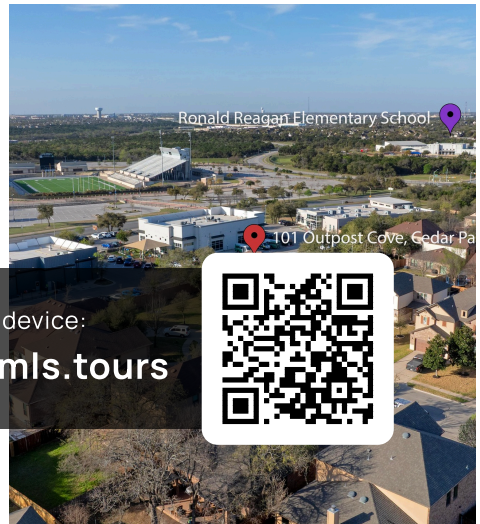 Ronald Reagan Elementary School
101 Outpost Cove, Cedar Pa
device:
mls.tours